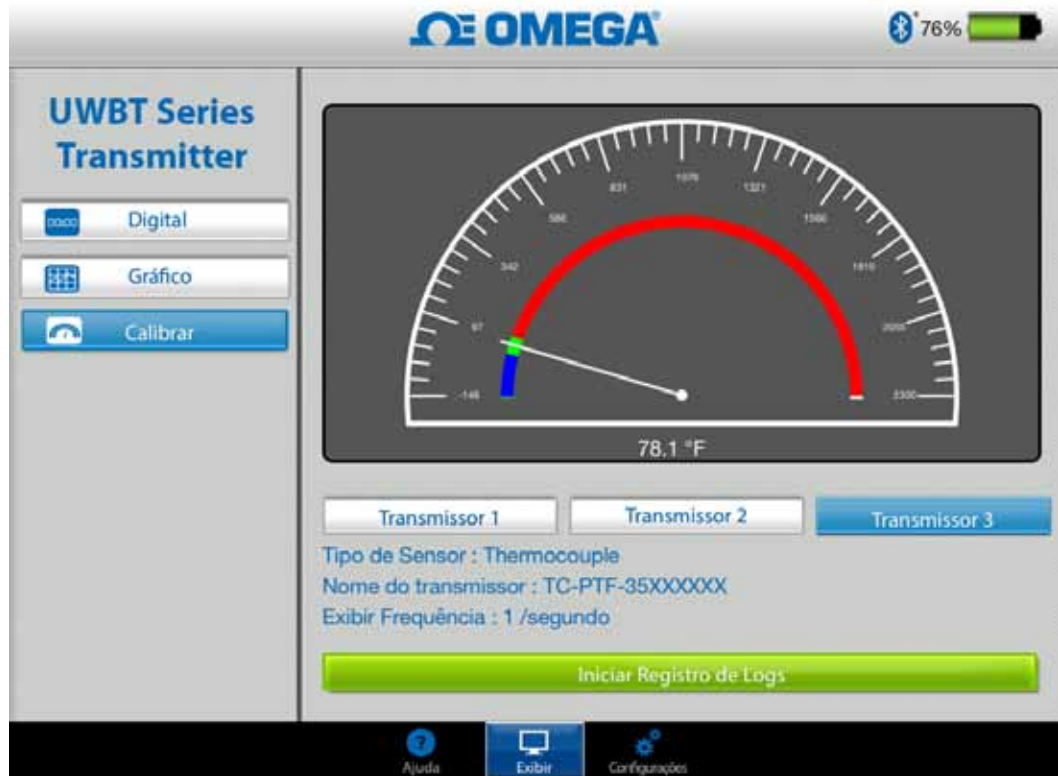 OMEGA
76%
UWBT Series
Transmitter
Digital
Gráfico
Calibrar
-148
97
342
586
831
1076
1321
1566
1810
2055
2300
78.1 °F
Transmissor 1
Transmissor 2
Transmissor 3
Tipo de Sensor : Thermocouple
Nome do transmissor : TC-PTF-35XXXXXX
Exibir Frequência : 1 /segundo
Iniciar Registro de Logs
Ajuda
Exibir
Configurações